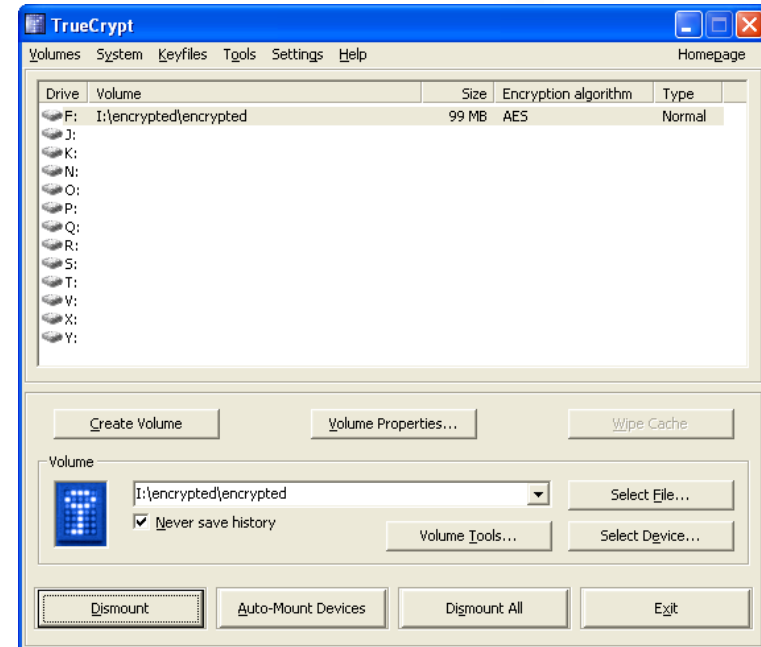 TrueCrypt
Volumes System Keyfiles Tools Settings Help Homepage
Drive Volume Size Encryption algorithm Type
F: I:\encrypted\encrypted 99 MB AES Normal
J:
K:
N:
O:
P:
Q:
R:
S:
T:
V:
X:
Y:
Create Volume Volume Properties... Wipe Cache
Volume
I:\encrypted\encrypted Select File...
Never save history
Volume Tools... Select Device...
Dismount Auto-Mount Devices Dismount All Exit